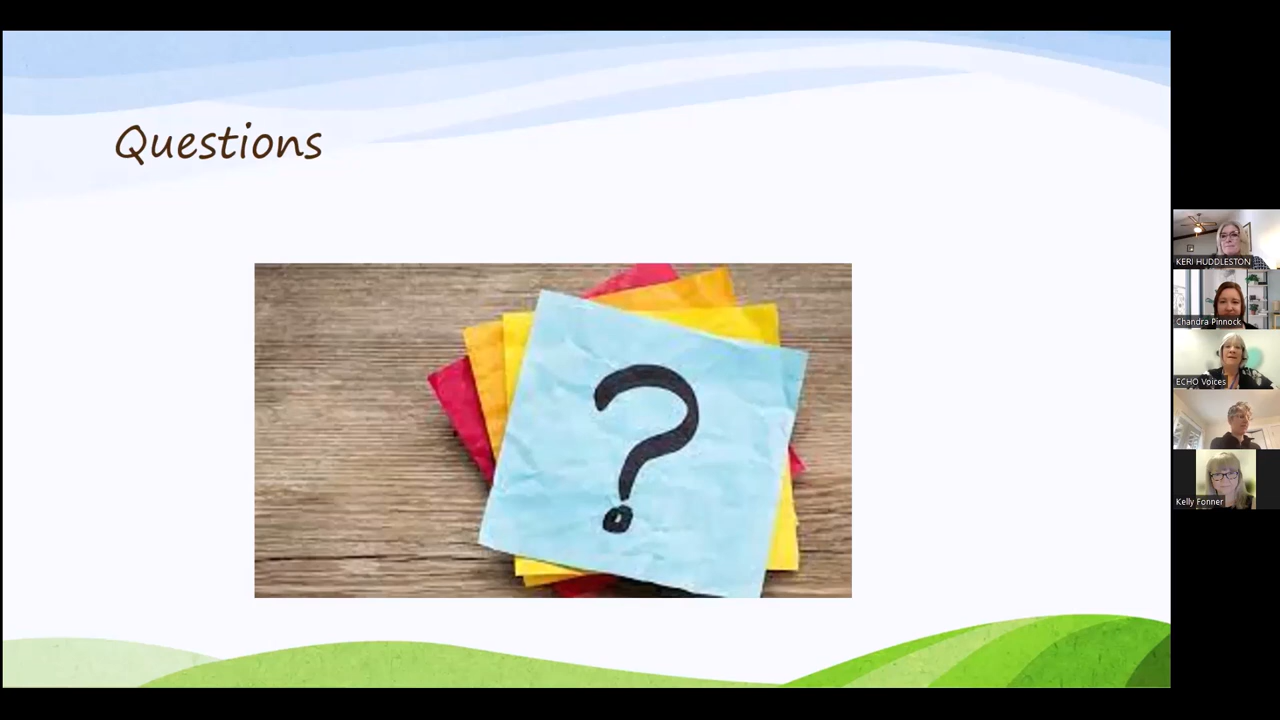 Questions
?
KERI HUDDLESTON
Chandra Pinnock
ECHO Voices
Kelly Fonner